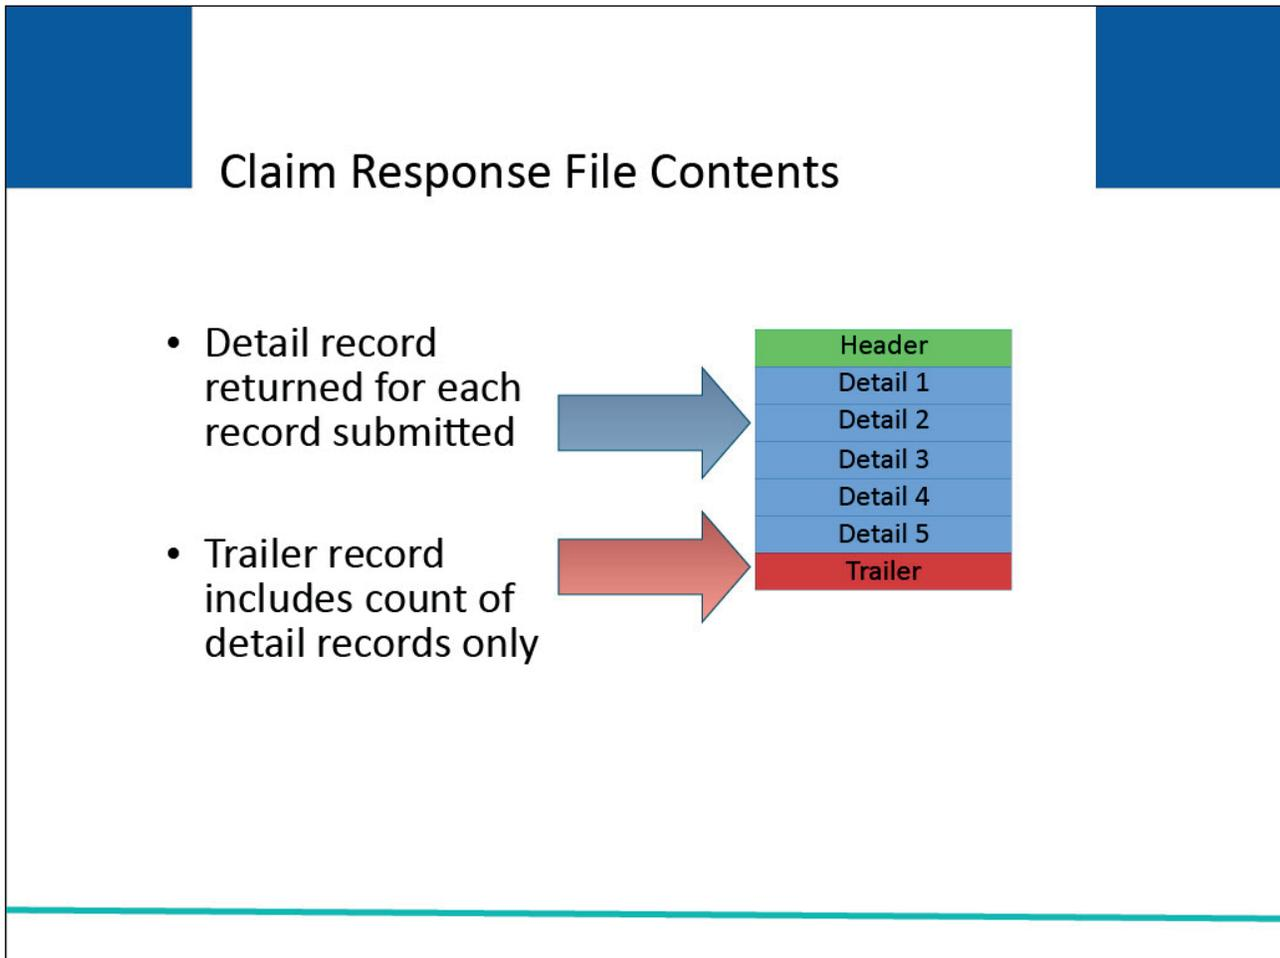 Claim Response File Contents
• Detail record
returned for each
record submitted
• Trailer record
includes count of
detail records only
Header
Detail 1
Detail 2
Detail 3
Detail 4
Detail 5
Trailer